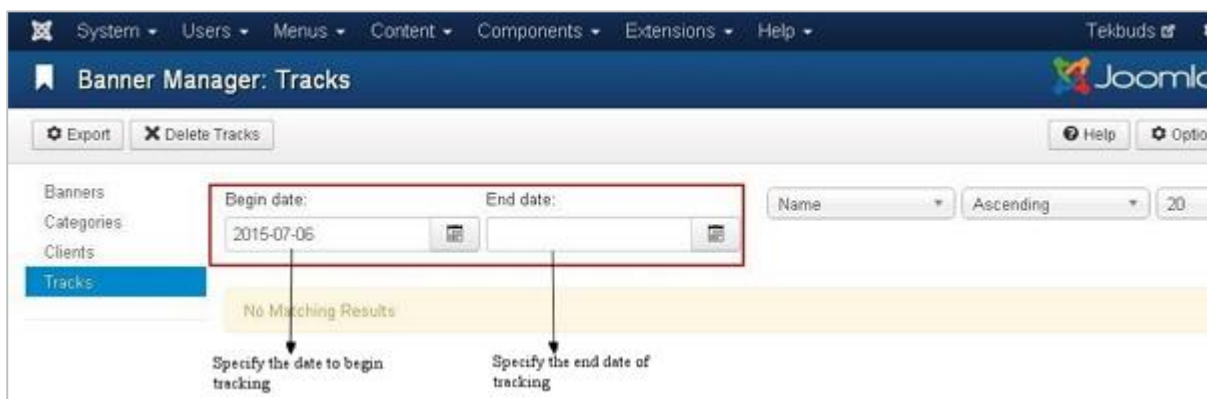 System Users Menus Content Components Extensions Help Tekbuds
Banner Manager: Tracks
Export Delete Tracks Help
Banners
Categories
Clients
Tracks
Begin date: End date:
2015-07-06
Name Ascending 20
No Matching Results
Specify the date to begin
tracking
Specify the end date of
tracking